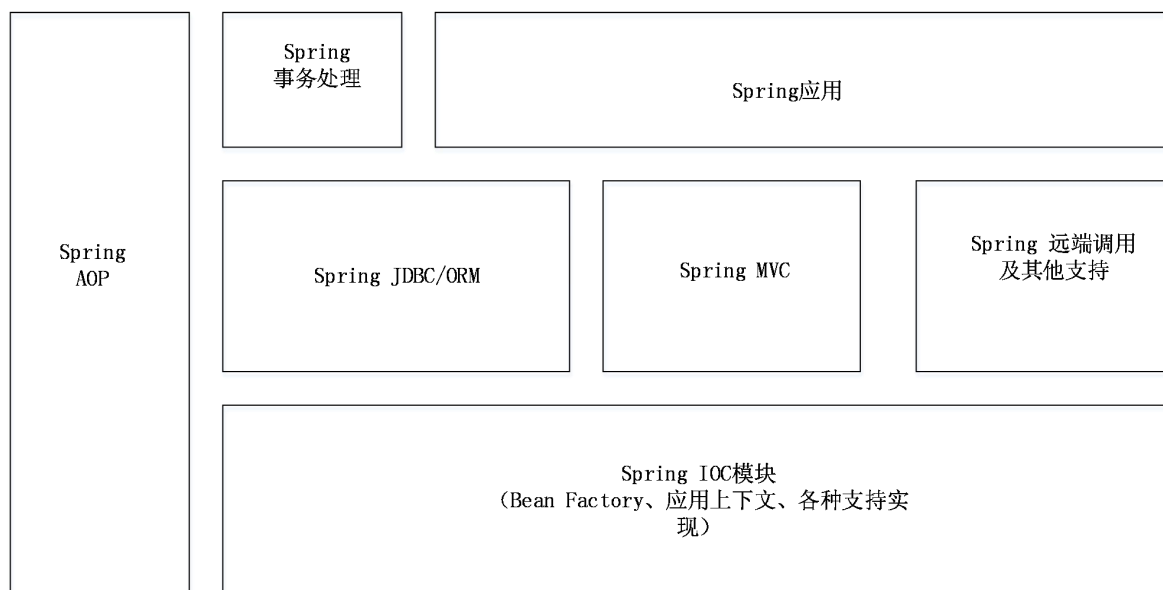 Spring
事务处理
Spring应用
Spring
AOP
Spring JDBC/ORM
Spring MVC
Spring 远端调用
及其他支持
Spring IOC模块
（Bean Factory、应用上下文、各种支持实
现）